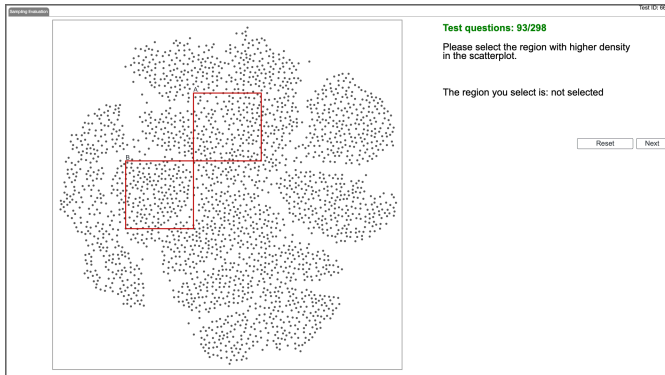 Test ID: 66
Sampling Evaluation
Test questions: 93/298
Please select the region with higher density
in the scatterplot.
The region you select is: not selected
Reset
Next
B